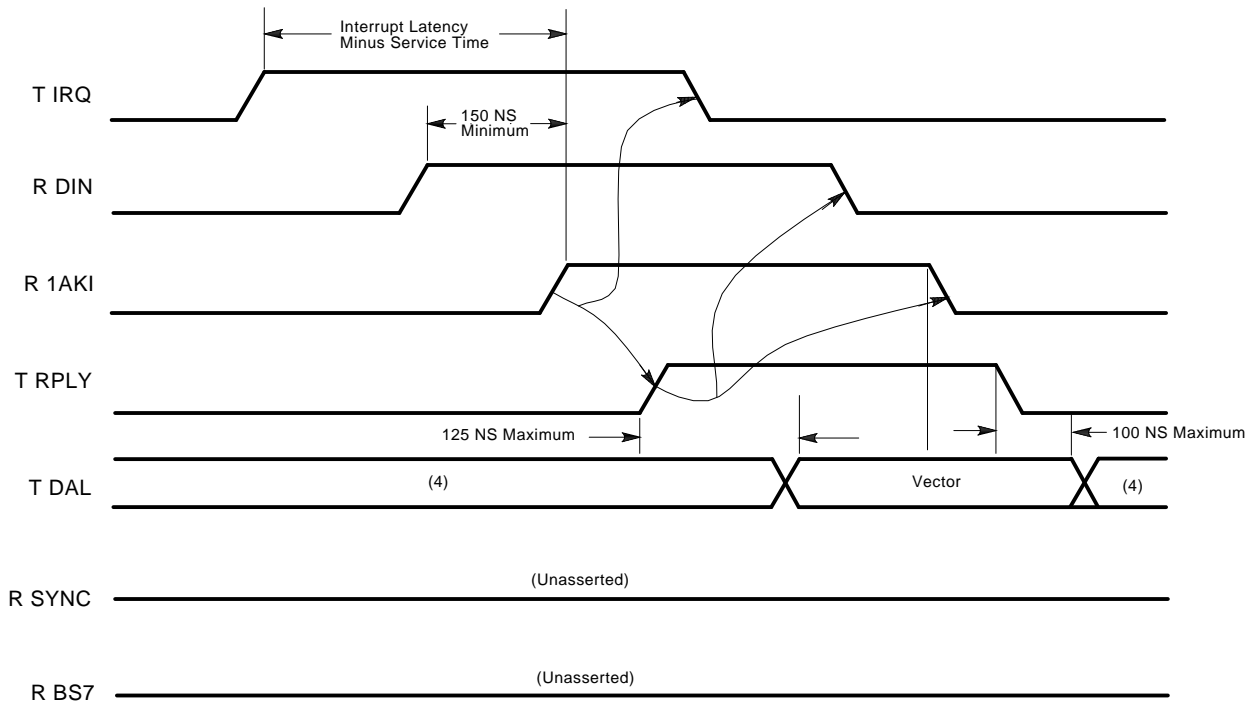 Interrupt Latency
Minus Service Time
T IRQ
150 NS
Minimum
R DIN
R 1AKI
T RPLY
125 NS Maximum
100 NS Maximum
T DAL
(4)
Vector
(4)
(Unasserted)
R SYNC
(Unasserted)
R BS7